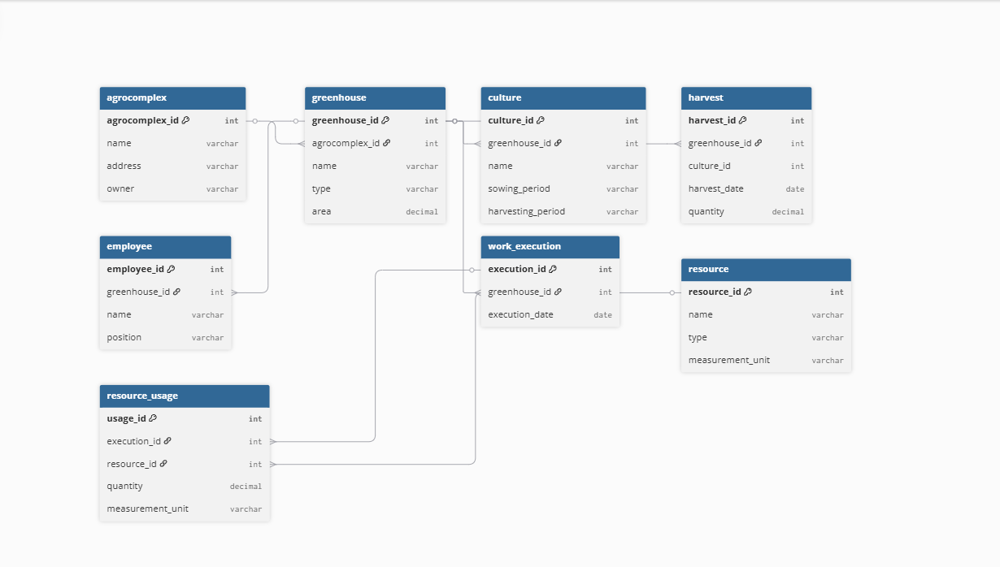 agrocomplex
agrocomplex_id int
name varchar
address varchar
owner varchar
greenhouse
greenhouse_id int
agrocomplex_id int
name varchar
type varchar
area decimal
culture
culture_id int
greenhouse_id int
name varchar
sowing_period varchar
harvesting_period varchar
harvest
harvest_id int
greenhouse_id int
culture_id int
harvest_date date
quantity decimal
employee
employee_id int
greenhouse_id int
name varchar
position varchar
work_execution
execution_id int
greenhouse_id int
execution_date date
resource
resource_id int
name varchar
type varchar
measurement_unit varchar
resource_usage
usage_id int
execution_id int
resource_id int
quantity decimal
measurement_unit varchar